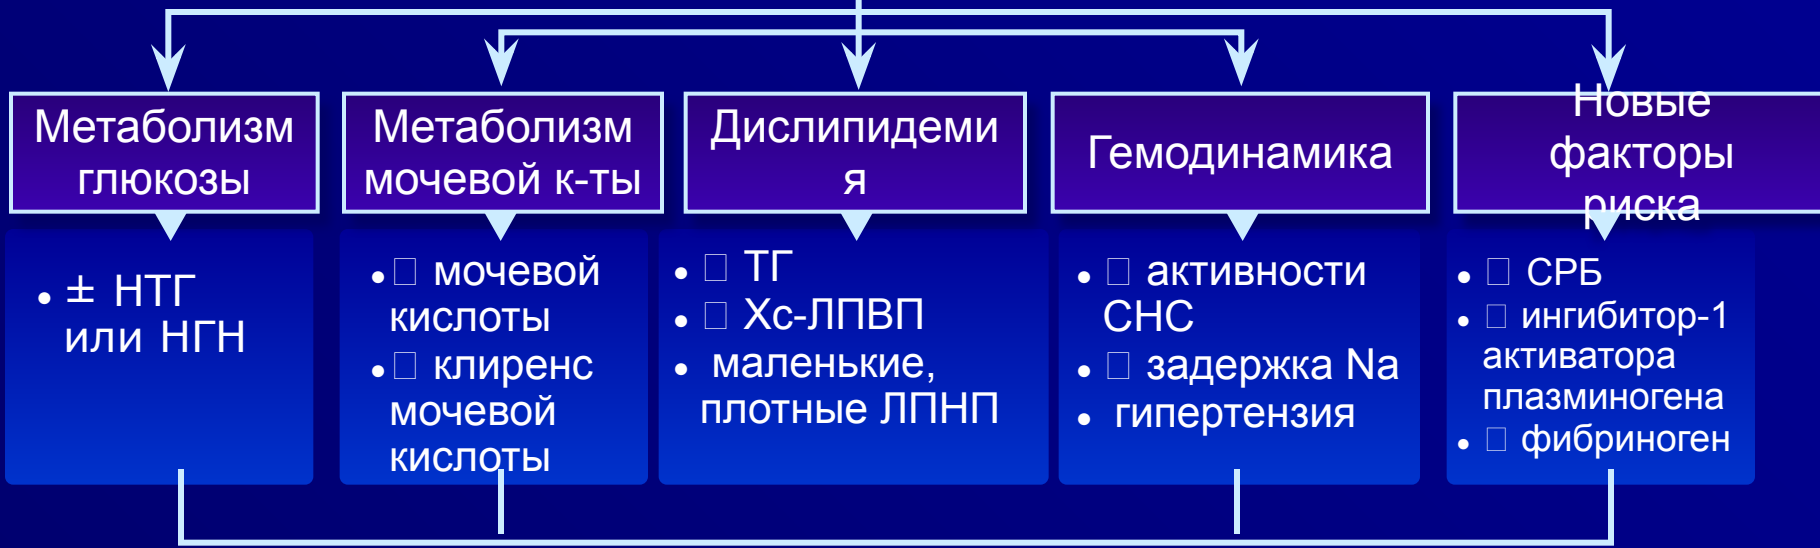 Метаболизм
глюкозы
Метаболизм
мочевой к-ты
Дислипидеми
я
Гемодинамика
Новые
факторы
риска
• ± НТГ
или НГН
• □ мочевой
кислоты
• □ клиренс
мочевой
кислоты
• □ ТГ
• □ Хс-ЛПВП
• маленькие,
плотные ЛПНП
• □ активности
СНС
• □ задержка Na
• гипертензия
• □ СРБ
• □ ингибитор-1
активатора
плазминогена
• □ фибриноген